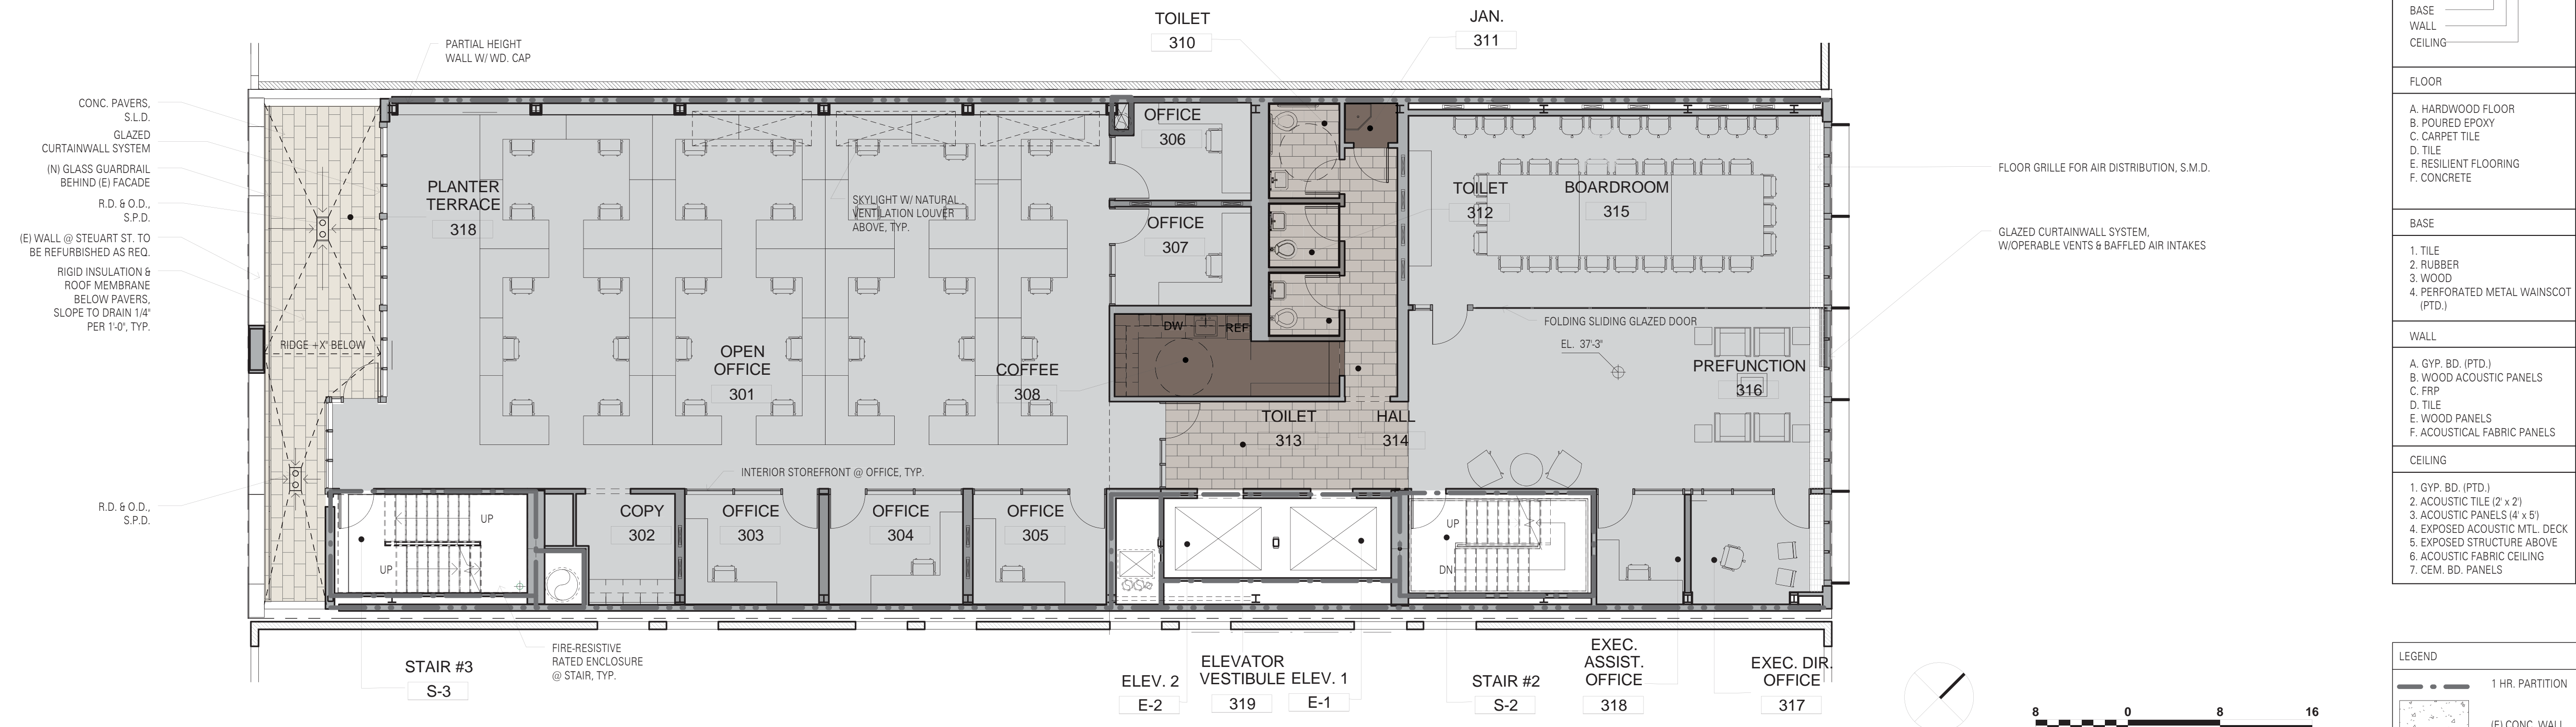 TOILET
310
JAN.
311
PARTIAL HEIGHT
WALL W/ WD. CAP
CONC. PAVERS,
S.L.D.
GLAZED
CURTAINWALL SYSTEM
(N) GLASS GUARDRAIL
BEHIND (E) FACADE
R.D. & O.D.,
S.P.D.
(E) WALL @ STEUART ST. TO
BE REFURBISHED AS REQ.
RIGID INSULATION &
ROOF MEMBRANE
BELOW PAVERS,
SLOPE TO DRAIN 1/4"
PER 1'-0", TYP.
R.D. & O.D.,
S.P.D.
RIDGE +X" BELOW
PLANTER
TERRACE
318
SKYLIGHT W/ NATURAL
VENTILATION LOUVER
ABOVE, TYP.
OPEN
OFFICE
301
COFFEE
308
INTERIOR STOREFRONT @ OFFICE, TYP.
OFFICE
306
OFFICE
307
DW
REF
TOILET
312
BOARDROOM
315
FOLDING SLIDING GLAZED DOOR
EL. 37'-3"
PREFUNCTION
316
TOILET
313
HALL
314
FLOOR GRILLE FOR AIR DISTRIBUTION, S.M.D.
GLAZED CURTAINWALL SYSTEM,
W/OPERABLE VENTS & BAFFLED AIR INTAKES
UP
UP
COPY
302
OFFICE
303
OFFICE
304
OFFICE
305
UP
DN
STAIR #3
S-3
FIRE-RESISTIVE
RATED ENCLOSURE
@ STAIR, TYP.
ELEV. 2
E-2
ELEVATOR
VESTIBULE
319
ELEV. 1
E-1
STAIR #2
S-2
EXEC.
ASSIST.
OFFICE
318
EXEC. DIR.
OFFICE
317
8 0 8 16
BASE
WALL
CEILING
FLOOR
A. HARDWOOD FLOOR
B. POURED EPOXY
C. CARPET TILE
D. TILE
E. RESILIENT FLOORING
F. CONCRETE
BASE
1. TILE
2. RUBBER
3. WOOD
4. PERFORATED METAL WAINSCOT
(PTD.)
WALL
A. GYP. BD. (PTD.)
B. WOOD ACOUSTIC PANELS
C. FRP
D. TILE
E. WOOD PANELS
F. ACOUSTICAL FABRIC PANELS
CEILING
1. GYP. BD. (PTD.)
2. ACOUSTIC TILE (2' x 2')
3. ACOUSTIC PANELS (4' x 5')
4. EXPOSED ACOUSTIC MTL. DECK
5. EXPOSED STRUCTURE ABOVE
6. ACOUSTIC FABRIC CEILING
7. CEM. BD. PANELS
LEGEND
1 HR. PARTITION
(E) CONC. WALL